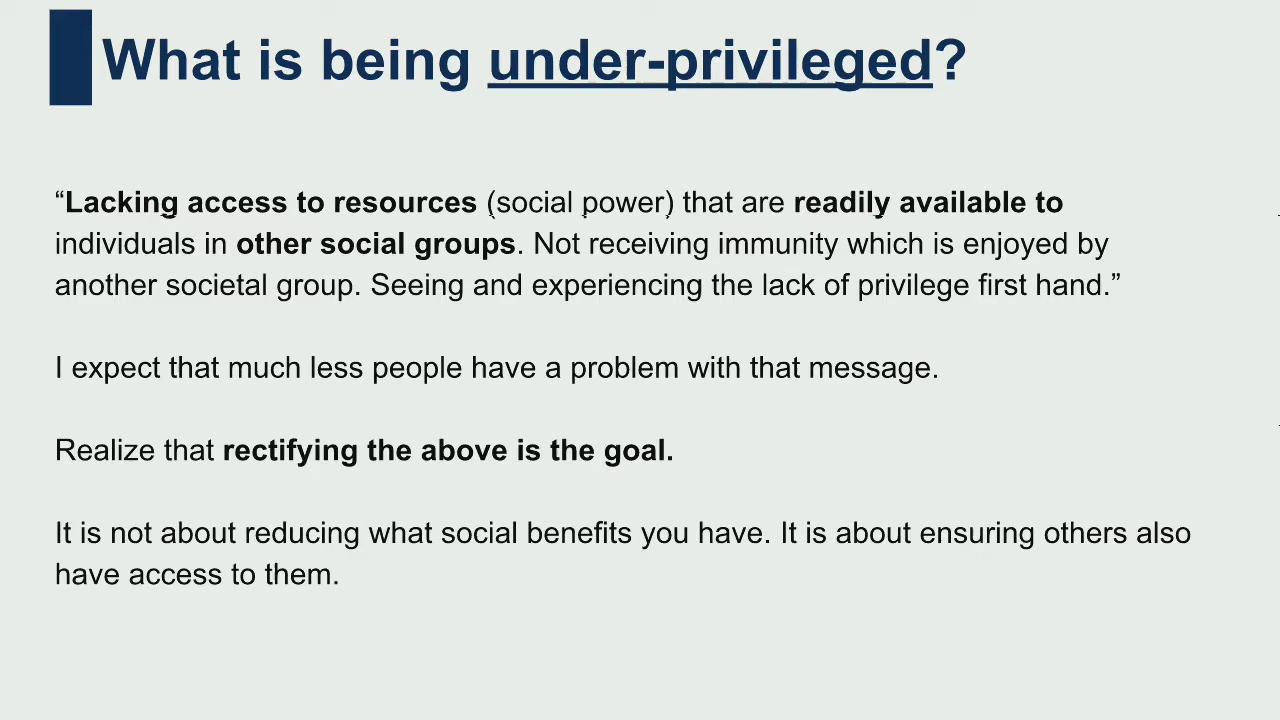 What is being under-privileged?
“Lacking access to resources (social power) that are readily available to
individuals in other social groups. Not receiving immunity which is enjoyed by
another societal group. Seeing and experiencing the lack of privilege first hand.”
I expect that much less people have a problem with that message.
Realize that rectifying the above is the goal.
It is not about reducing what social benefits you have. It is about ensuring others also
have access to them.